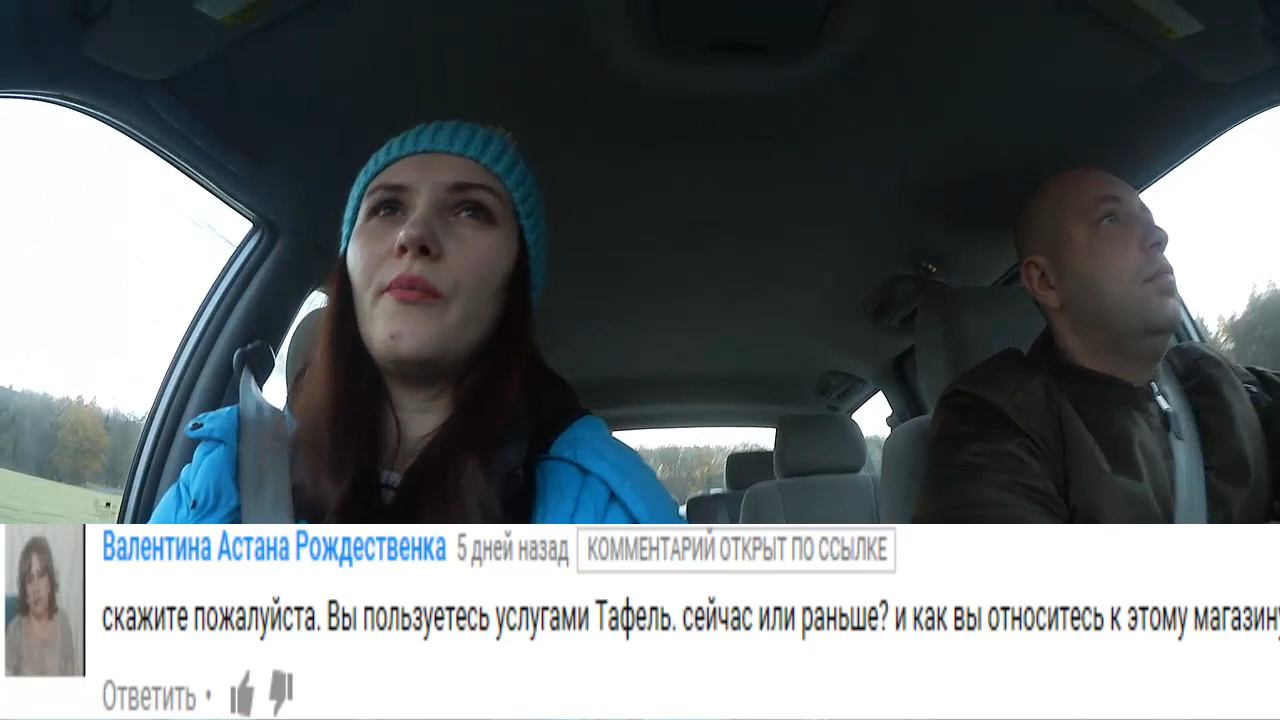 Валентина Астана Рождественка 5 дней назад КОММЕНТАРИЙ ОТКРЫТ ПО ССЫЛКЕ
скажите пожалуйста. Вы пользуетесь услугами Тафель. сейчас или раньше? и как вы относитесь к этому магазину
Ответить •